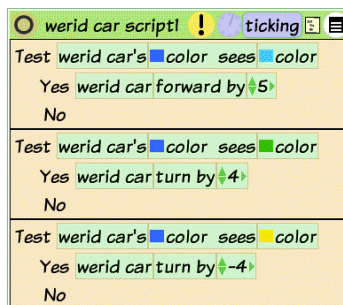 werid car script1 ! ticking
Test werid car's color sees color
Yes werid car forward by 5
No
Test werid car's color sees color
Yes werid car turn by 4
No
Test werid car's color sees color
Yes werid car turn by -4
No